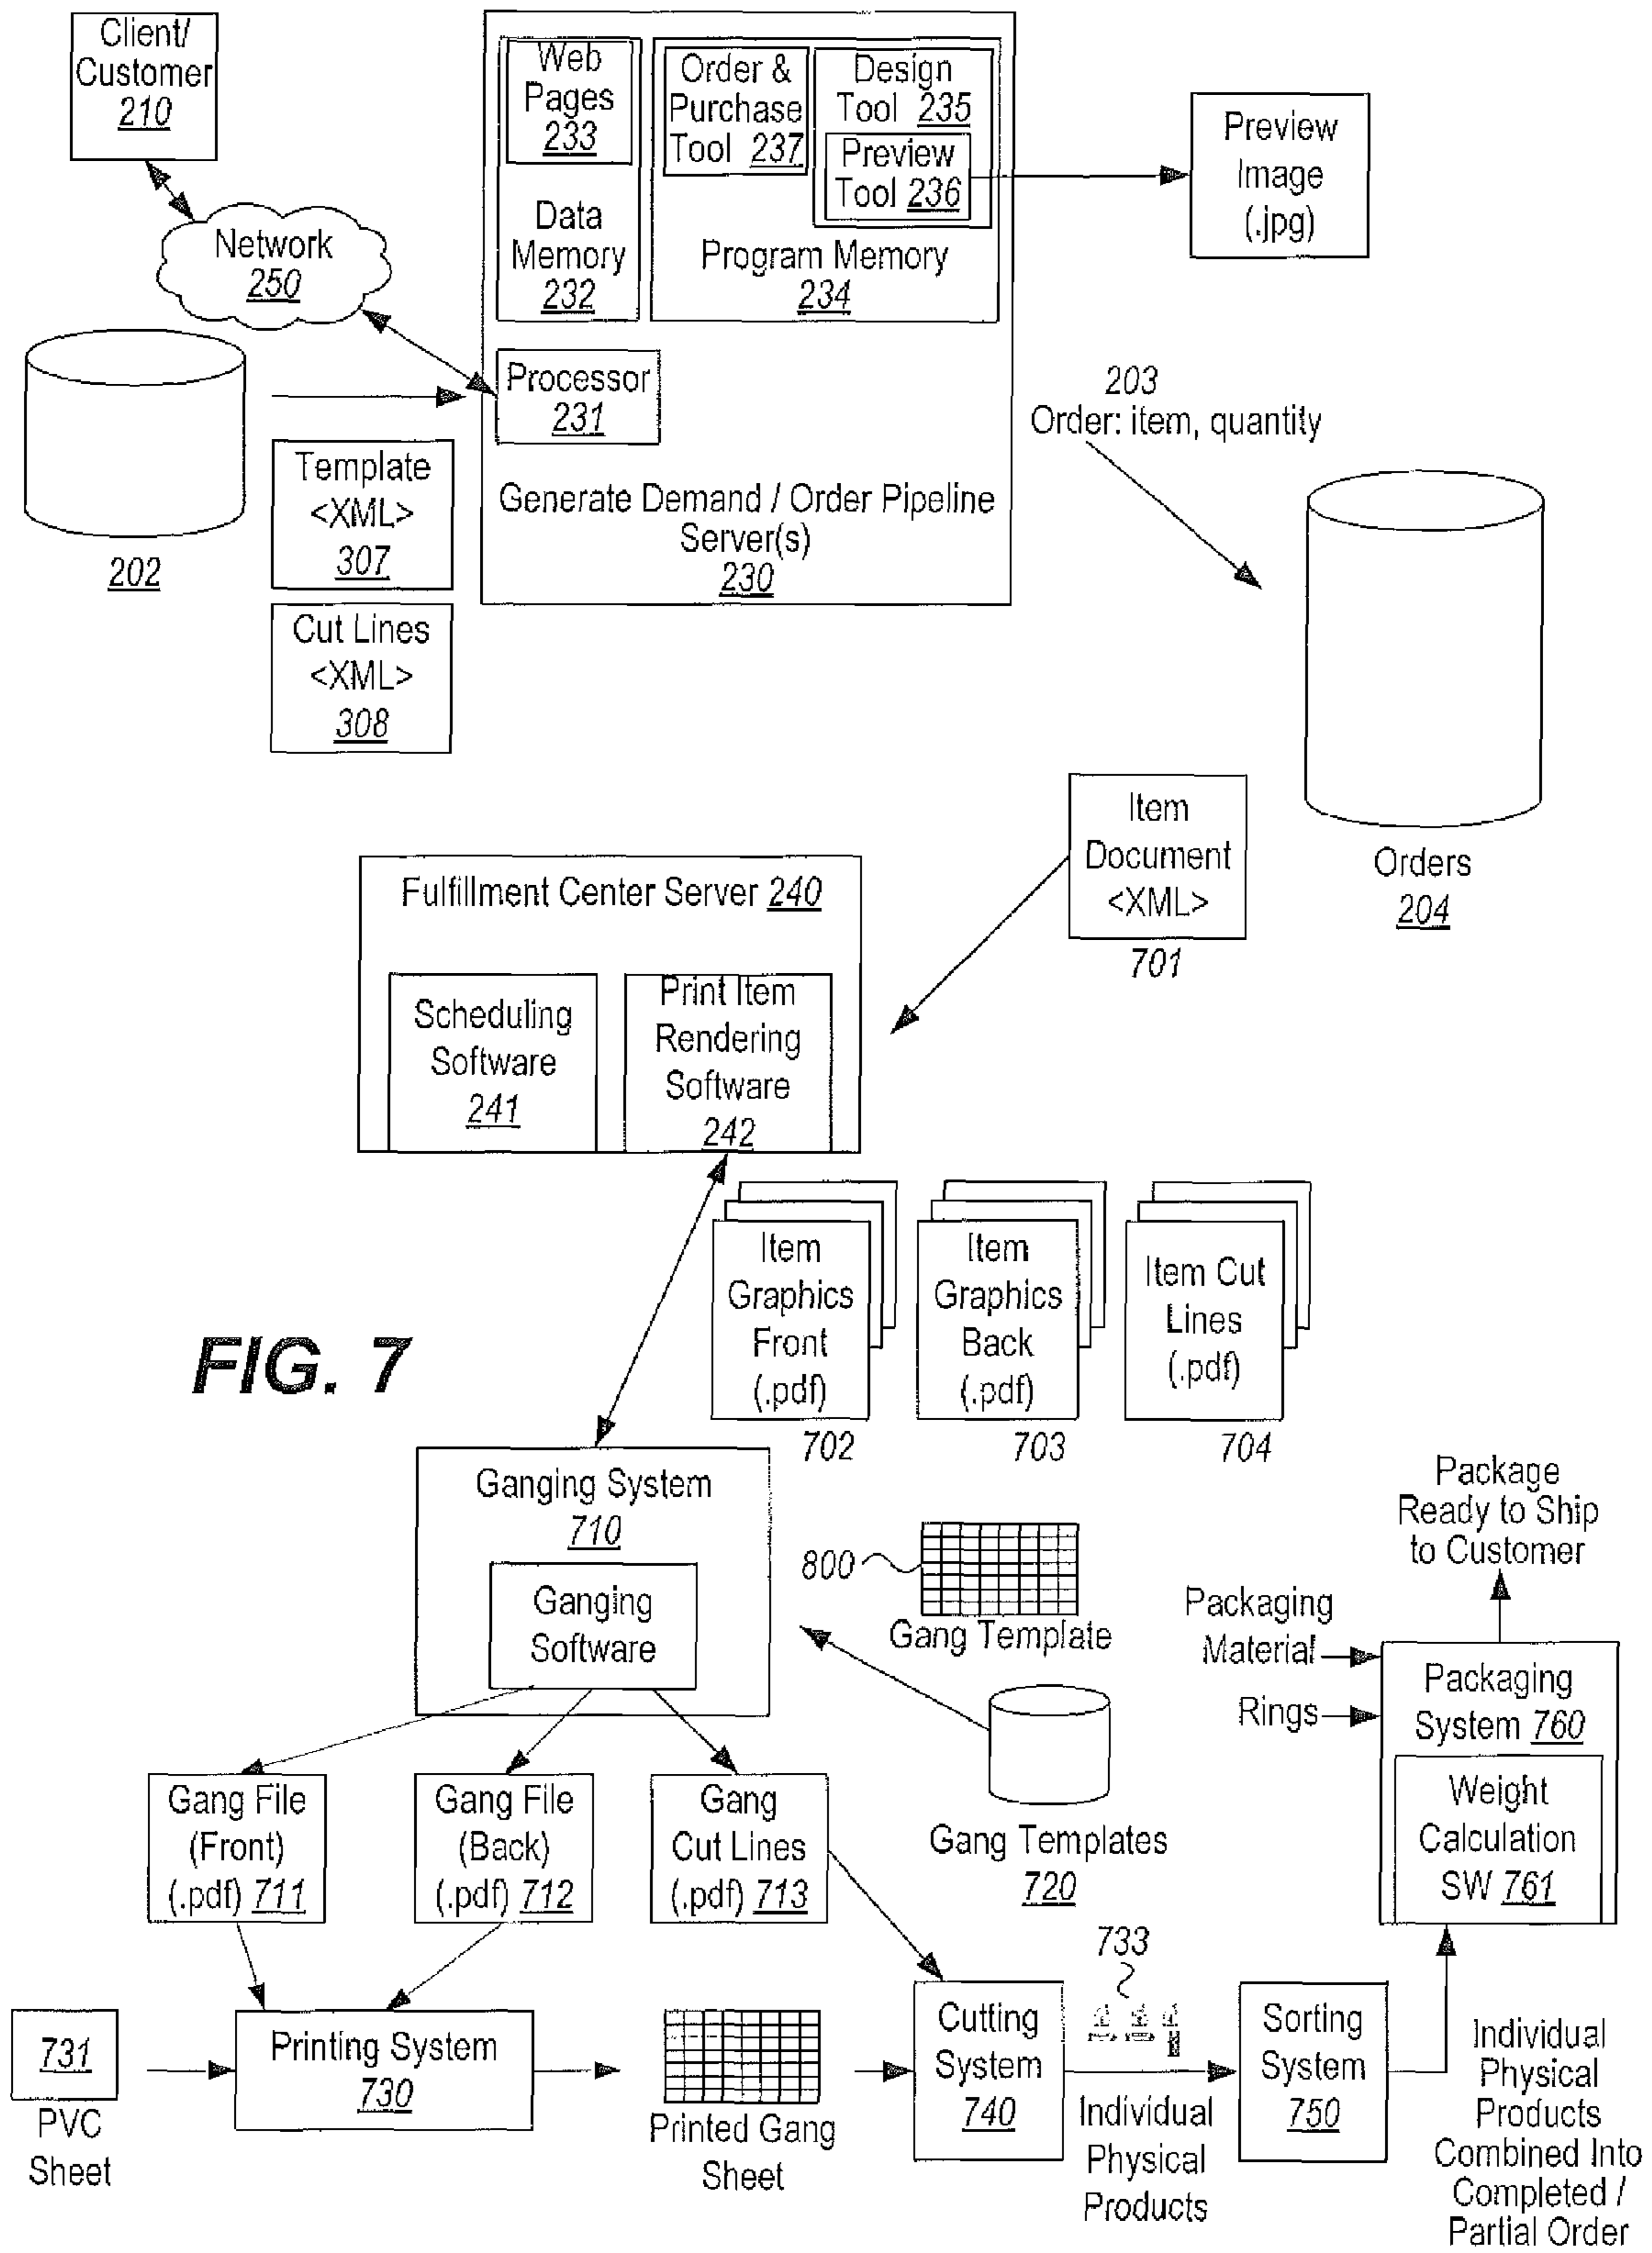 Client/
Customer
210
Network
250
202
Template
<XML>
307
Cut Lines
<XML>
308
Web
Pages
233
Data
Memory
232
Order &
Purchase
Tool 237
Design
Tool 235
Preview
Tool 236
Program Memory
234
Processor
231
Generate Demand / Order Pipeline
Server(s)
230
Preview
Image
(.jpg)
203
Order: item, quantity
Orders
204
Item
Document
<XML>
701
Fulfillment Center Server 240
Scheduling
Software
241
Print Item
Rendering
Software
242
Item
Graphics
Front
(.pdf)
702
Item
Graphics
Back
(.pdf)
703
Item Cut
Lines
(.pdf)
704
FIG. 7
Ganging System
710
Ganging
Software
800
Gang Template
Gang Templates
720
Gang File
(Front)
(.pdf) 711
Gang File
(Back)
(.pdf) 712
Gang
Cut Lines
(.pdf) 713
731
PVC
Sheet
Printing System
730
Printed Gang
Sheet
Cutting
System
740
733
Individual
Physical
Products
Sorting
System
750
Individual
Physical
Products
Combined Into
Completed /
Partial Order
Packaging
Material
Rings
Packaging
System 760
Weight
Calculation
SW 761
Package
Ready to Ship
to Customer